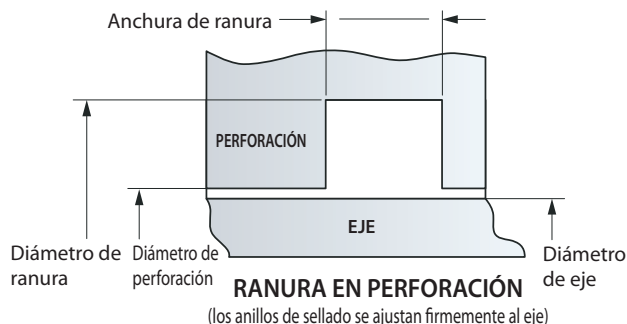 Anchura de ranura
PERFORACIÓN
EJE
Diámetro de
ranura
Diámetro de
perforación
Diámetro
de eje
RANURA EN PERFORACIÓN
(los anillos de sellado se ajustan firmemente al eje)